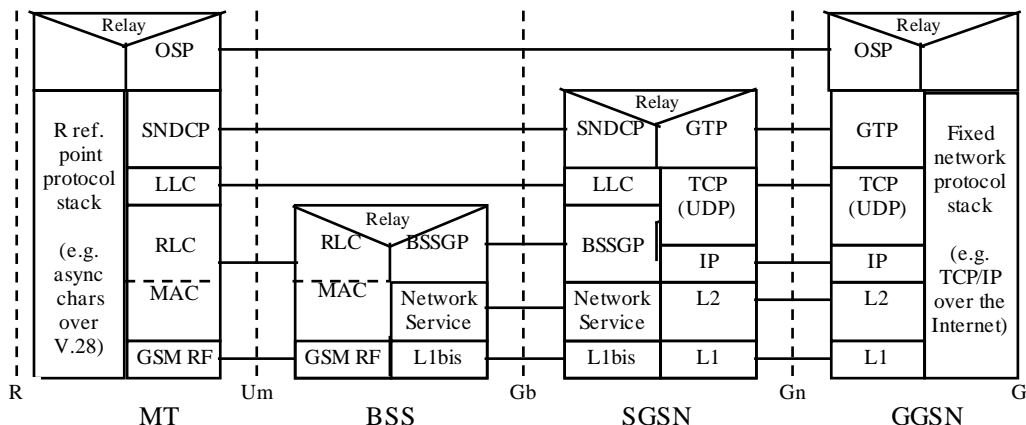 Relay
OSP
R ref.
point
protocol
stack
(e.g.
async
chars
over
V.28)
SNDCP
LLC
RLC
MAC
GSM RF
Relay
RLC
MAC
GSM RF
BSSGP
Network
Service
L1bis
Relay
SNDCP
LLC
BSSGP
Network
Service
L1bis
GTP
TCP
(UDP)
IP
L2
L1
Relay
OSP
GTP
TCP
(UDP)
IP
L2
L1
Fixed
network
protocol
stack
(e.g.
TCP/IP
over the
Internet)
R
Um
Gb
Gn
G
MT
BSS
SGSN
GGSN